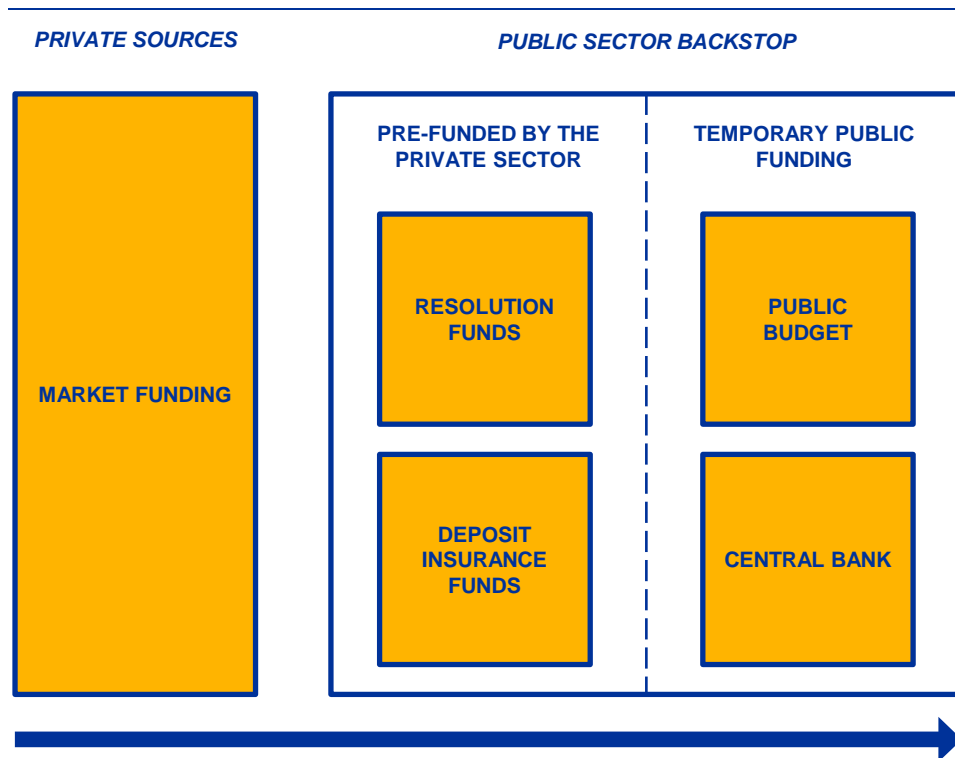 PRIVATE SOURCES
PUBLIC SECTOR BACKSTOP
MARKET FUNDING
PRE-FUNDED BY THE
PRIVATE SECTOR
RESOLUTION
FUNDS
DEPOSIT
INSURANCE
FUNDS
TEMPORARY PUBLIC
FUNDING
PUBLIC
BUDGET
CENTRAL BANK